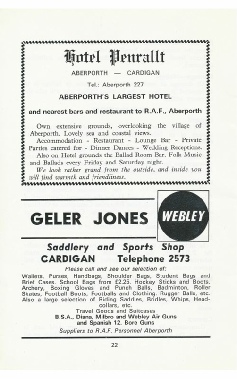 Hotel Penrallt
ABERPORTH — CARDIGAN
Tel.: Aberporth 227
ABERPORTH'S LARGEST HOTEL
and nearest bars and restaurant to R.A.F., Aberporth
Own extensive grounds, overlooking the village of
Aberporth. Lovely sea and coastal views.
Accommodation - Restaurant - Lounge Bar - Private
Parties catered for - Dinner Dances - Wedding Receptions.
Also on Hotel grounds the Ballad Room Bar. Folk Music
and Ballads every Friday and Saturday night.
We look rather grand from the outside, and inside you
will find warmth and friendliness.
GELER JONES
WEBLEY
Saddlery and Sports Shop
CARDIGAN Telephone 2573
Please call and see our selection of:
Wallets, Purses, Handbags, Shoulder Bags, Student Bags and
Brief Cases. School Bags from £2.25. Hockey Sticks and Boots.
Archery, Boxing Gloves and Punch Balls, Badminton, Roller
Skates, Football Boots, Footballs and Clothing, Rugger Balls, etc.
Also a large selection of Riding Saddles, Bridles, Whips, Head-
collars, etc.
Travel Goods and Suitcases
B.S.A., Diana, Milbro and Webley Air Guns
and Spanish 12. Bore Guns
Suppliers to R.A.F. Personnel Aberporth
22